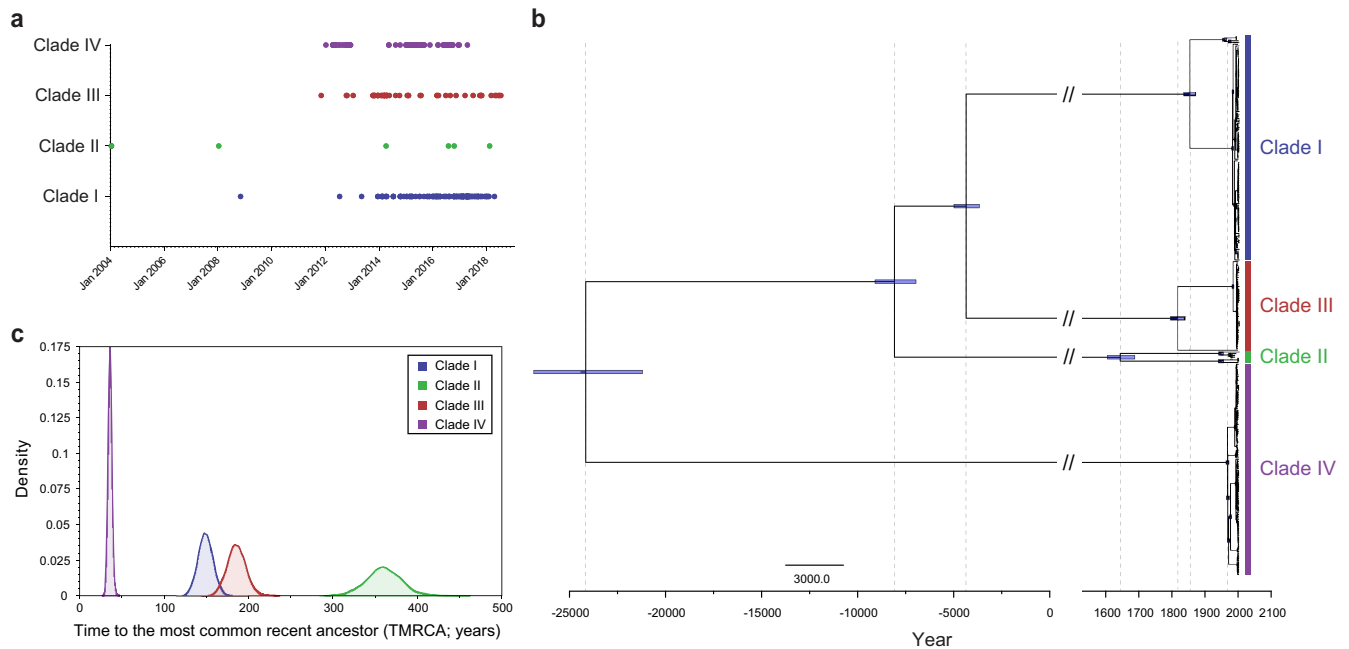 a
Clade IV
Clade III
Clade II
Clade I
Jan 2004
Jan 2006
Jan 2008
Jan 2010
Jan 2012
Jan 2014
Jan 2016
Jan 2018
b
//
//
//
//
Clade I
Clade III
Clade II
Clade IV
3000.0
-25000 -20000 -15000 -10000 -5000 0 1600 1700 1800 1900 2000 2100
Year
c
0.175
0.15
0.125
0.1
0.075
0.05
0.025
0
Density
Clade I
Clade II
Clade III
Clade IV
0 100 200 300 400 500
Time to the most common recent ancestor (TMRCA; years)